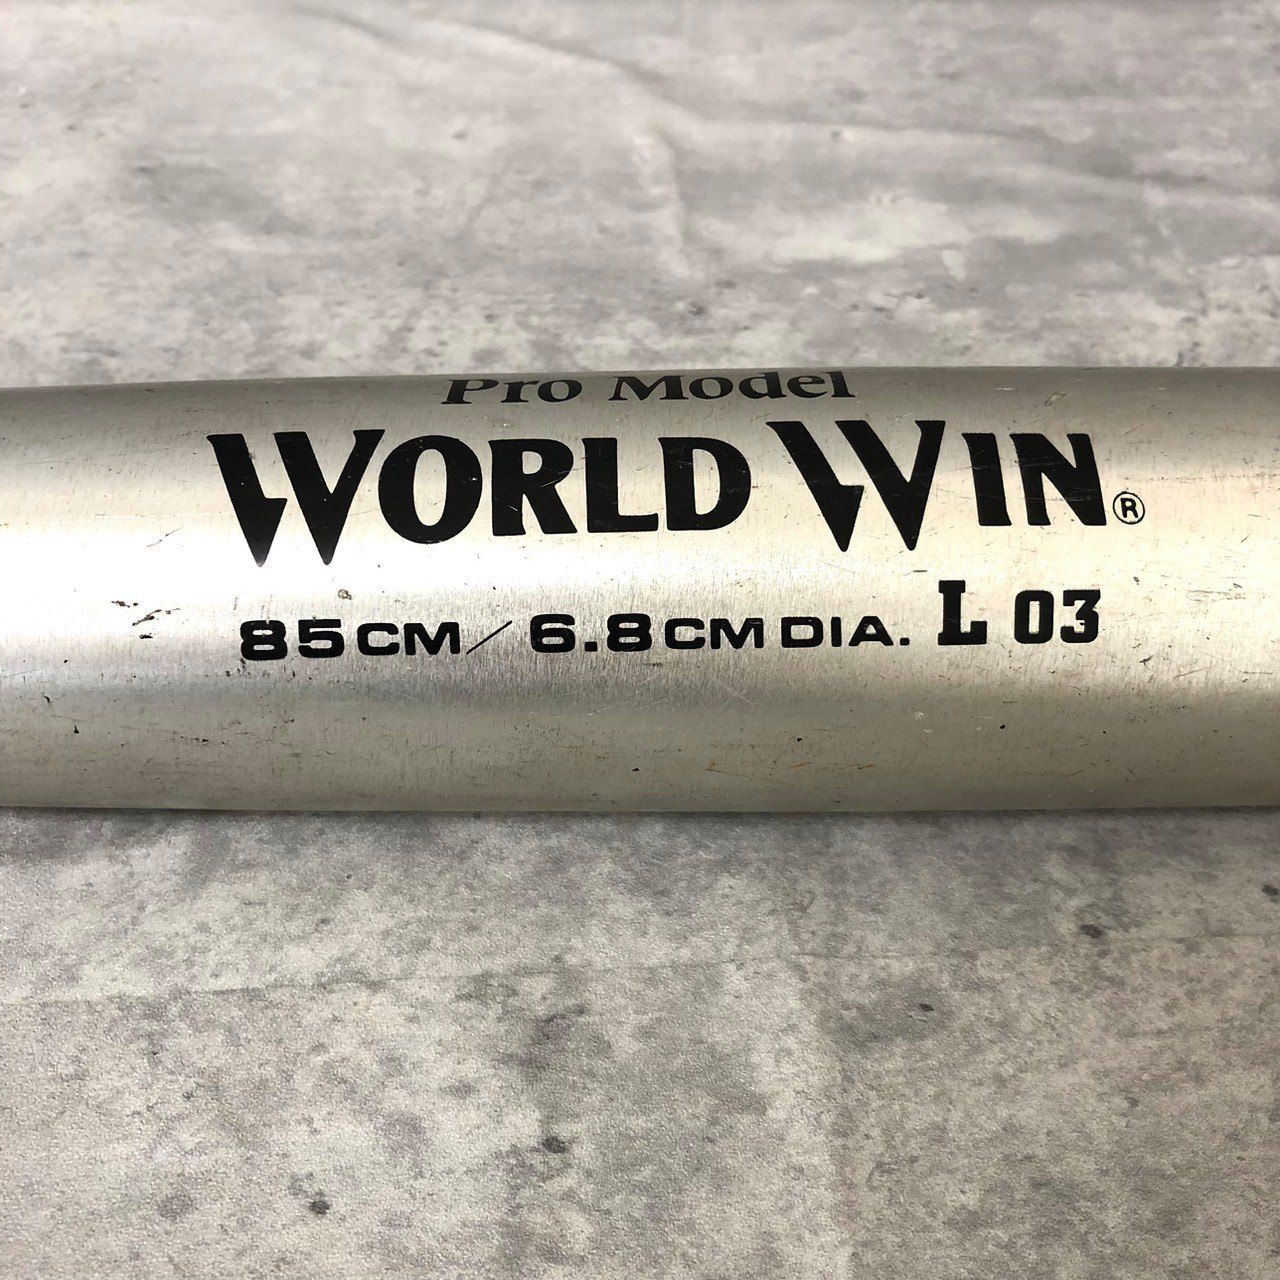 Pro Model
WORLD WIN®
85CM/6.8CM DIA. L 03